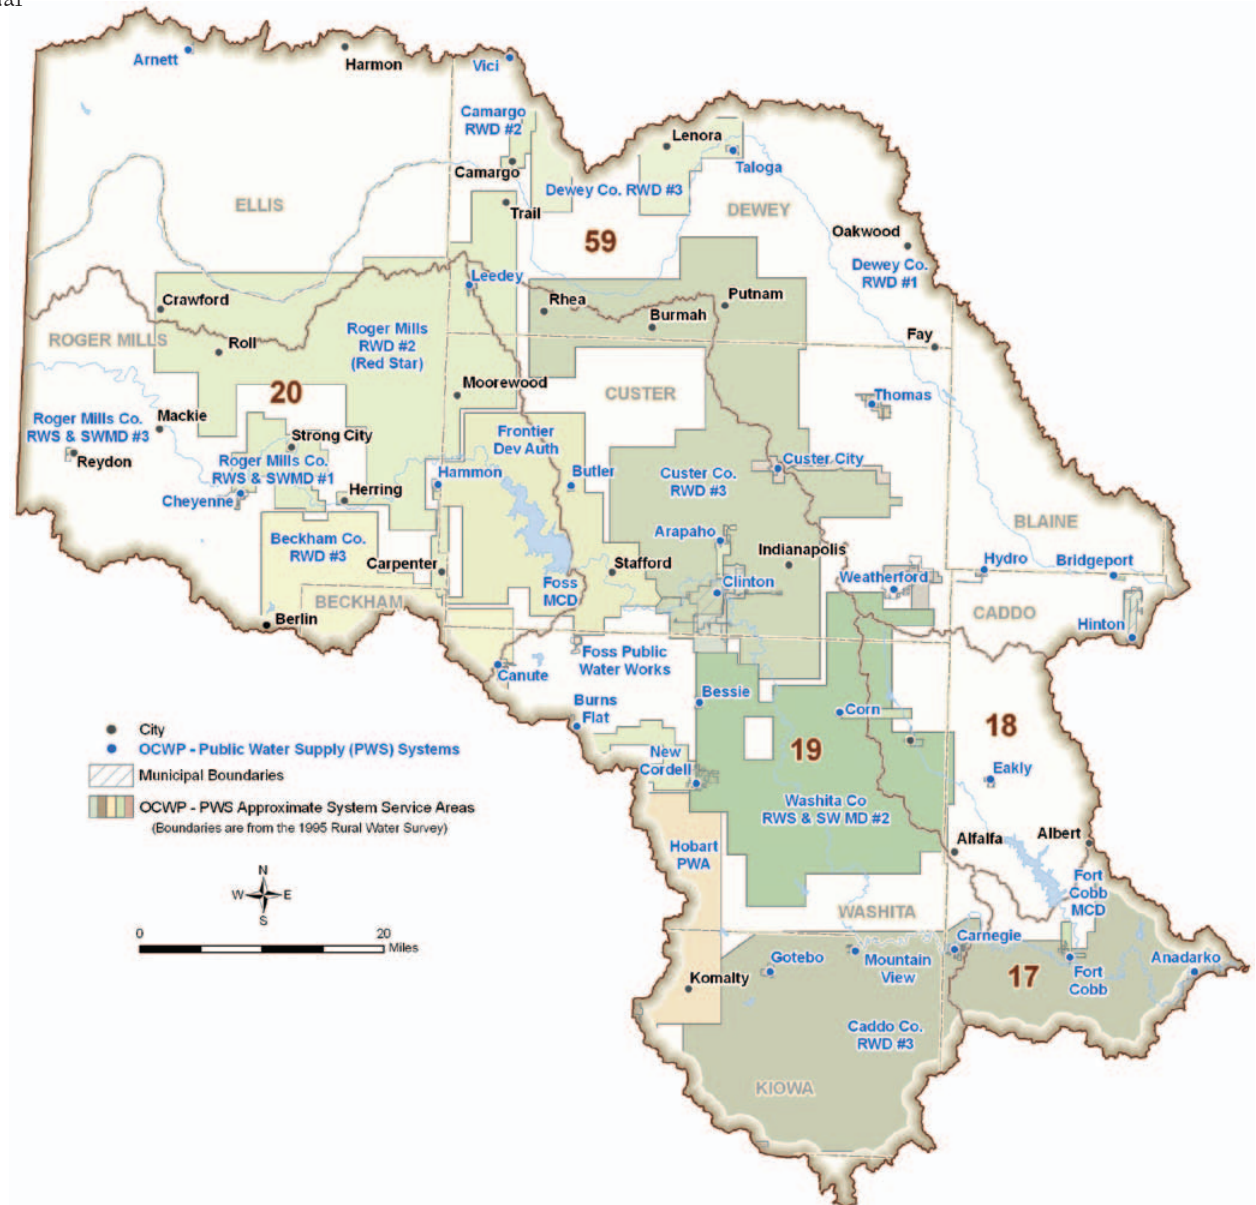 Arnett
Harmon
Vici
Camargo
RWD #2
Lenora
Taloga
Camargo
Dewey Co. RWD #3
ELLIS
Trail
DEWEY
59
Oakwood
Dewey Co.
RWD #1
Leedey
Crawford
Rhea
Putnam
Burmah
Roger Mills
RWD #2
(Red Star)
ROGER MILLS
Roll
Fay
Moorewood
CUSTER
20
Thomas
Roger Mills Co.
RWS & SWMD #3
Mackie
Strong City
Frontier
Dev Auth
Reydon
Roger Mills Co.
RWS & SWMD #1
Hammon
Butler
Custer Co.
RWD #3
Custer City
Cheyenne
Herring
BLAINE
Beckham Co.
RWD #3
Arapaho
Indianapolis
Carpenter
Stafford
Hydro
Bridgeport
Foss
MCD
Clinton
Weatherford
BECKHAM
CADDO
Berlin
Hinton
Foss Public
Water Works
Canute
Burns
Flat
Bessie
Corn
18
City
OCWP - Public Water Supply (PWS) Systems
New
Cordell
19
Eakly
Municipal Boundaries
OCWP - PWS Approximate System Service Areas
(Boundaries are from the 1995 Rural Water Survey)
Washita Co
RWS & SW MD #2
Alfalfa
Albert
Hobart
PWA
Fort
Cobb
MCD
N
W
E
S
WASHITA
0
20
Miles
Carnegie
Gotebo
Mountain
View
Anadarko
Komalty
17
Fort
Cobb
Caddo Co.
RWD #3
KIOWA